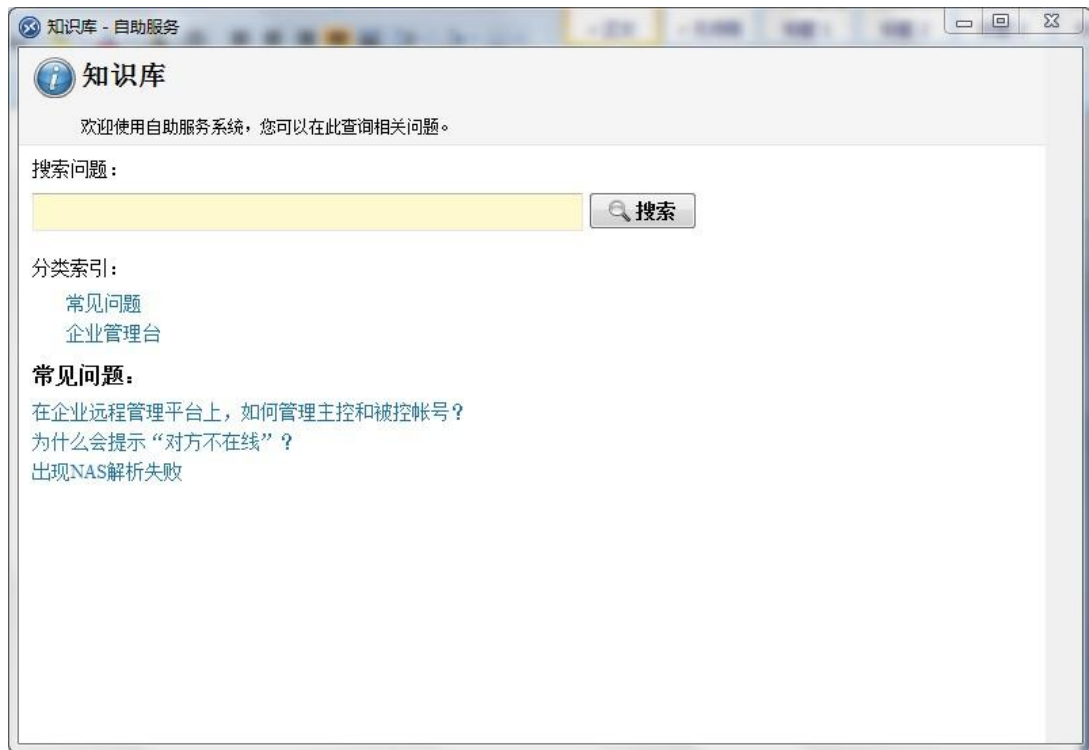 知识库 - 自助服务
知识库
欢迎使用自助服务系统，您可以在此查询相关问题。
搜索问题：
搜索
分类索引：
常见问题
企业管理台
常见问题：
在企业远程管理平台上，如何管理主控和被控帐号？
为什么会提示“对方不在线”？
出现NAS解析失败